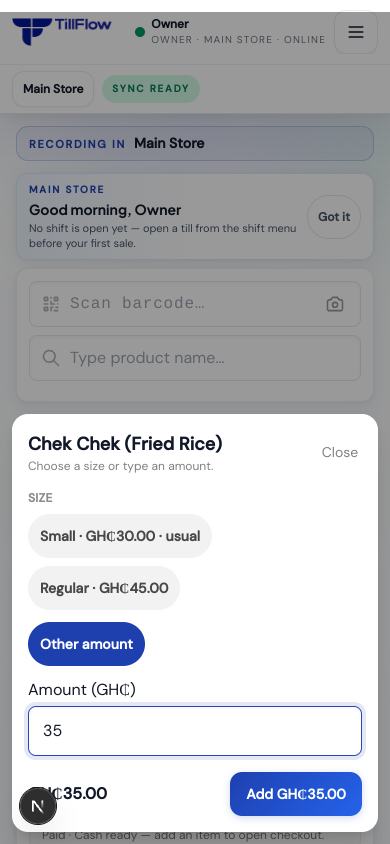 TillFlow
Owner
OWNER · MAIN STORE · ONLINE
Main Store
SYNC READY
RECORDING IN Main Store
MAIN STORE
Good morning, Owner
No shift is open yet — open a till from the shift menu
before your first sale.
Got it
Scan barcode…
Type product name…
Chek Chek (Fried Rice)
Choose a size or type an amount.
Close
SIZE
Small · GH₵30.00 · usual
Regular · GH₵45.00
Other amount
Amount (GH₵)
35
₵35.00
Add GH₵35.00
N
Paid · Cash ready — add an item to open checkout.